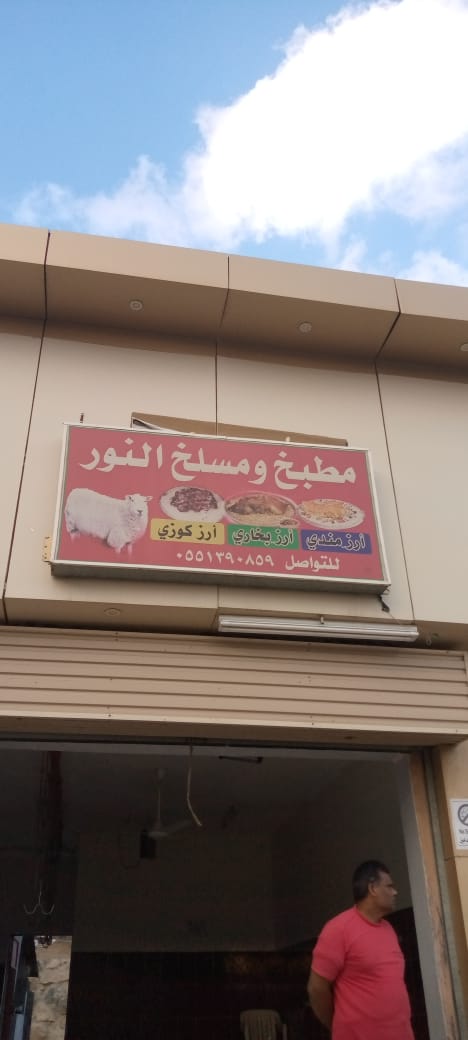 مطبخ ومسلخ النور
أرز مندي
أرز بخاري
أرز كوزي
للتواصل ٠٥٥١٣٩٠٨٥٩